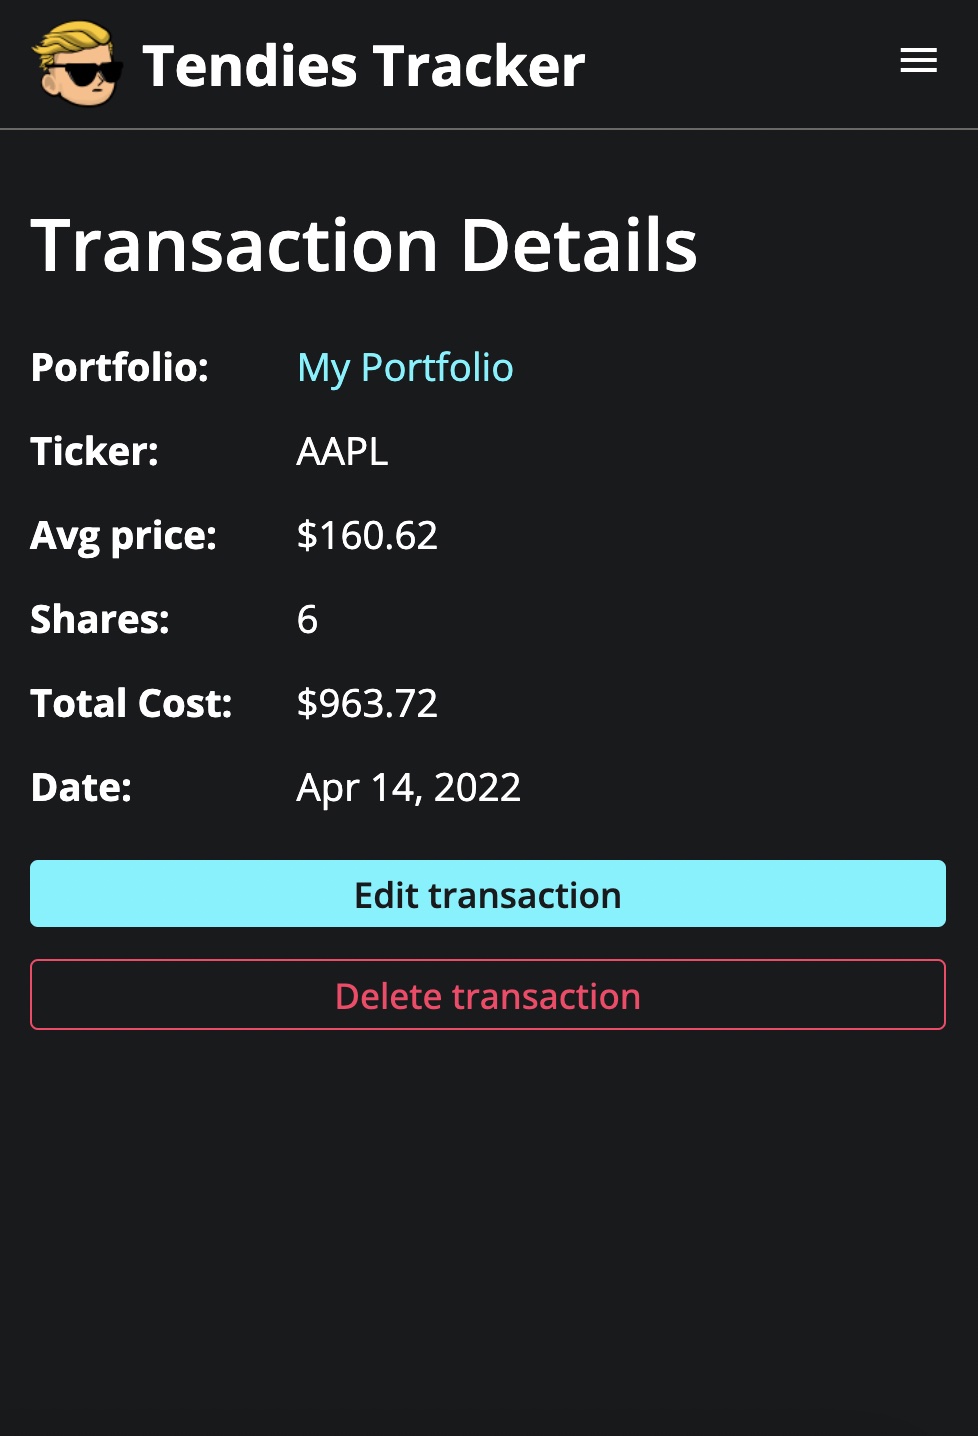 Tendies Tracker
Transaction Details
Portfolio: My Portfolio
Ticker: AAPL
Avg price: $160.62
Shares: 6
Total Cost: $963.72
Date: Apr 14, 2022
Edit transaction
Delete transaction